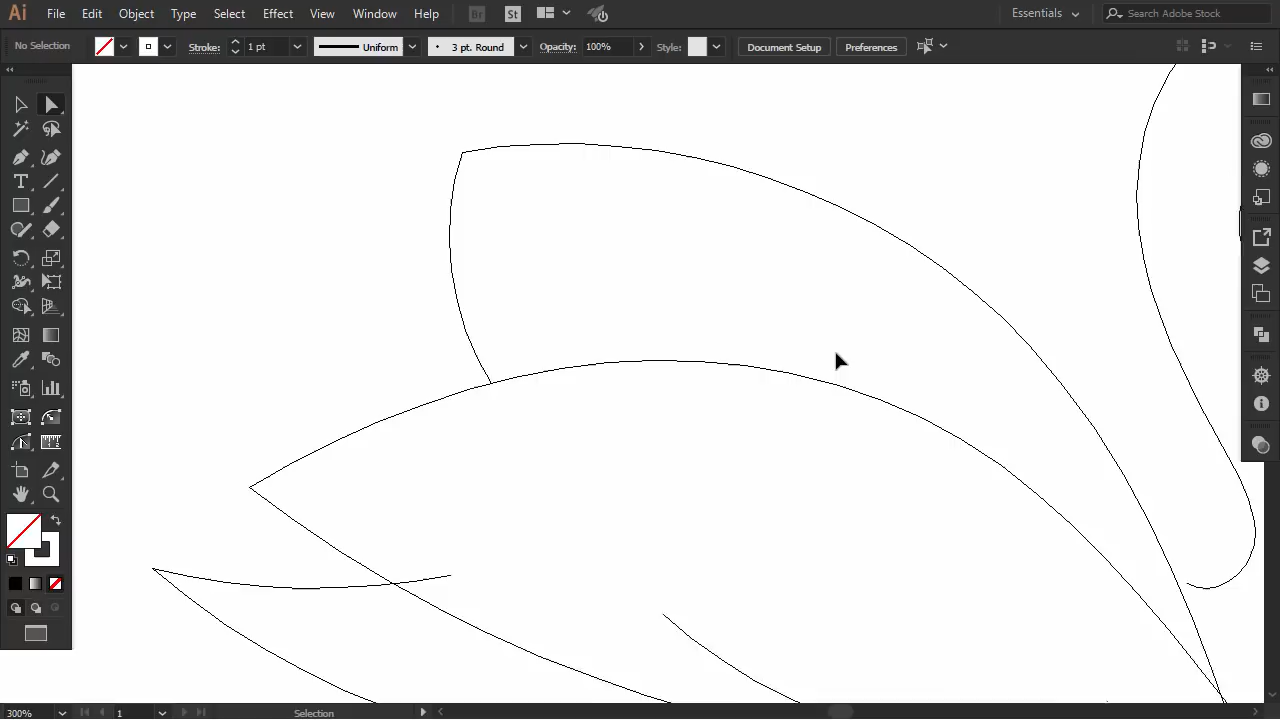 Ai File Edit Object Type Select Effect View Window Help Br St Essentials Search Adobe Stock
No Selection Stroke: 1 pt Uniform 3 pt. Round Opacity: 100% Style: Document Setup Preferences
T
300% 1 Selection